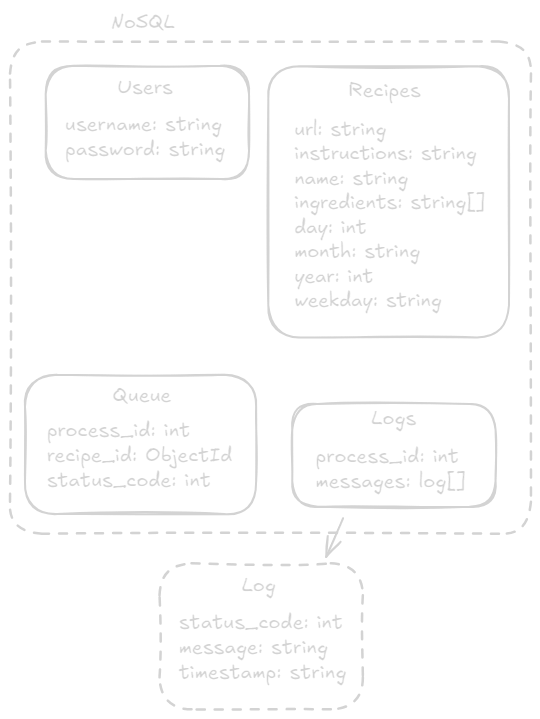 NoSQL
Users
username: string
password: string
Recipes
url: string
instructions: string
name: string
ingredients: string[]
day: int
month: string
year: int
weekday: string
Queue
process_id: int
recipe_id: ObjectId
status_code: int
Logs
process_id: int
messages: log[]
Log
status_code: int
message: string
timestamp: string